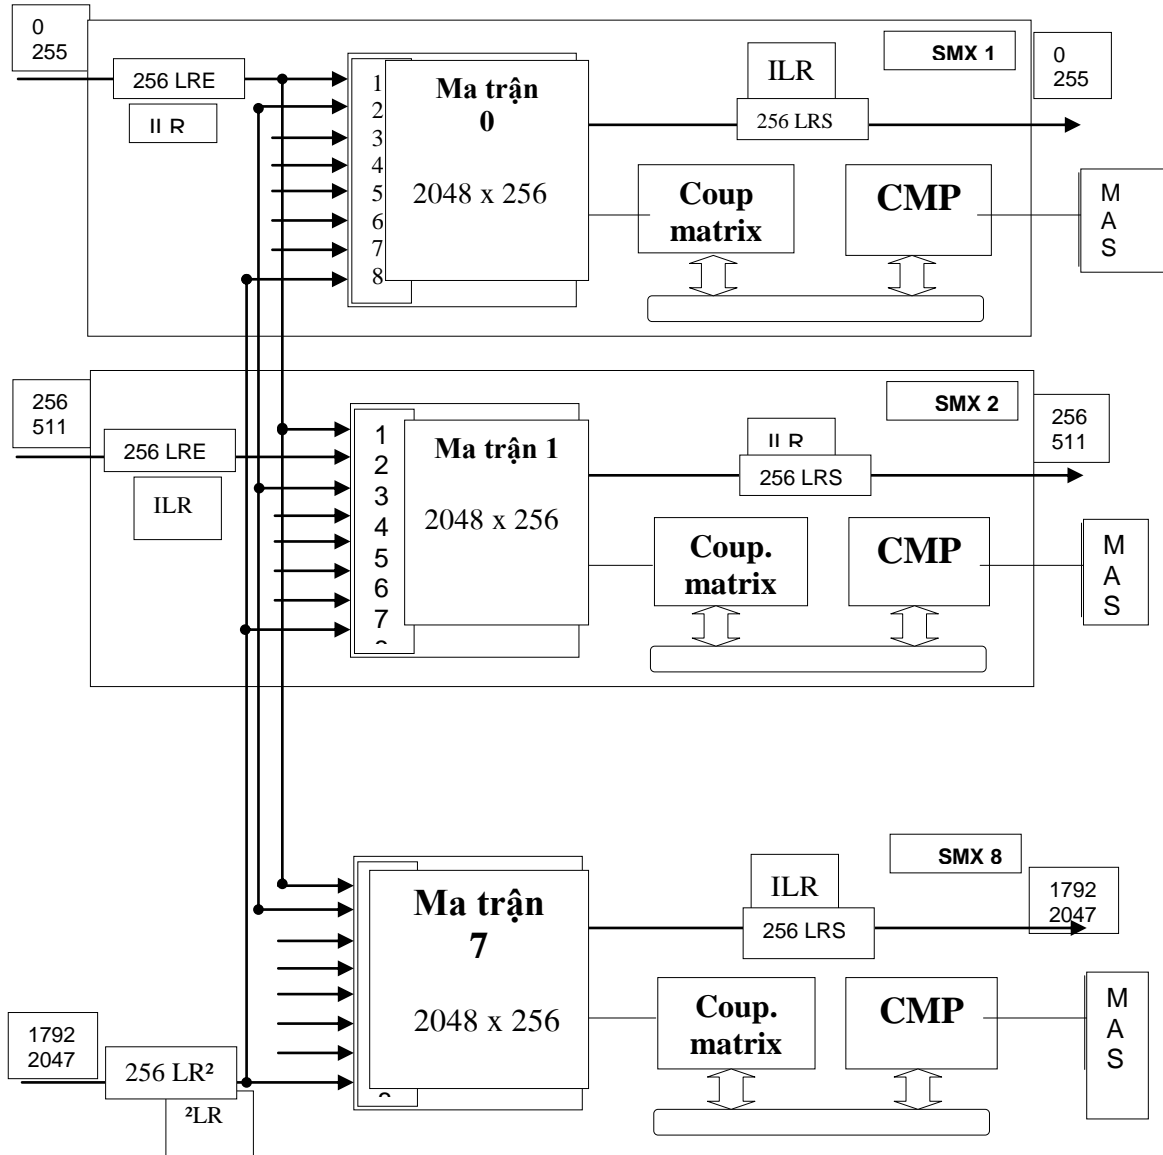 0
255
256 LRE
ILR
1
2
3
4
5
6
7
8
Ma trận
0
2048 x 256
ILR
256 LRS
SMX 1
0
255
Coup
matrix
CMP
M
A
S
256
511
256 LRE
ILR
1
2
3
4
5
6
7
Ma trận 1
2048 x 256
ILR
256 LRS
SMX 2
256
511
Coup.
matrix
CMP
M
A
S
Ma trận
7
2048 x 256
ILR
256 LRS
SMX 8
1792
2047
Coup.
matrix
CMP
M
A
S
1792
2047
256 LR²
²LR